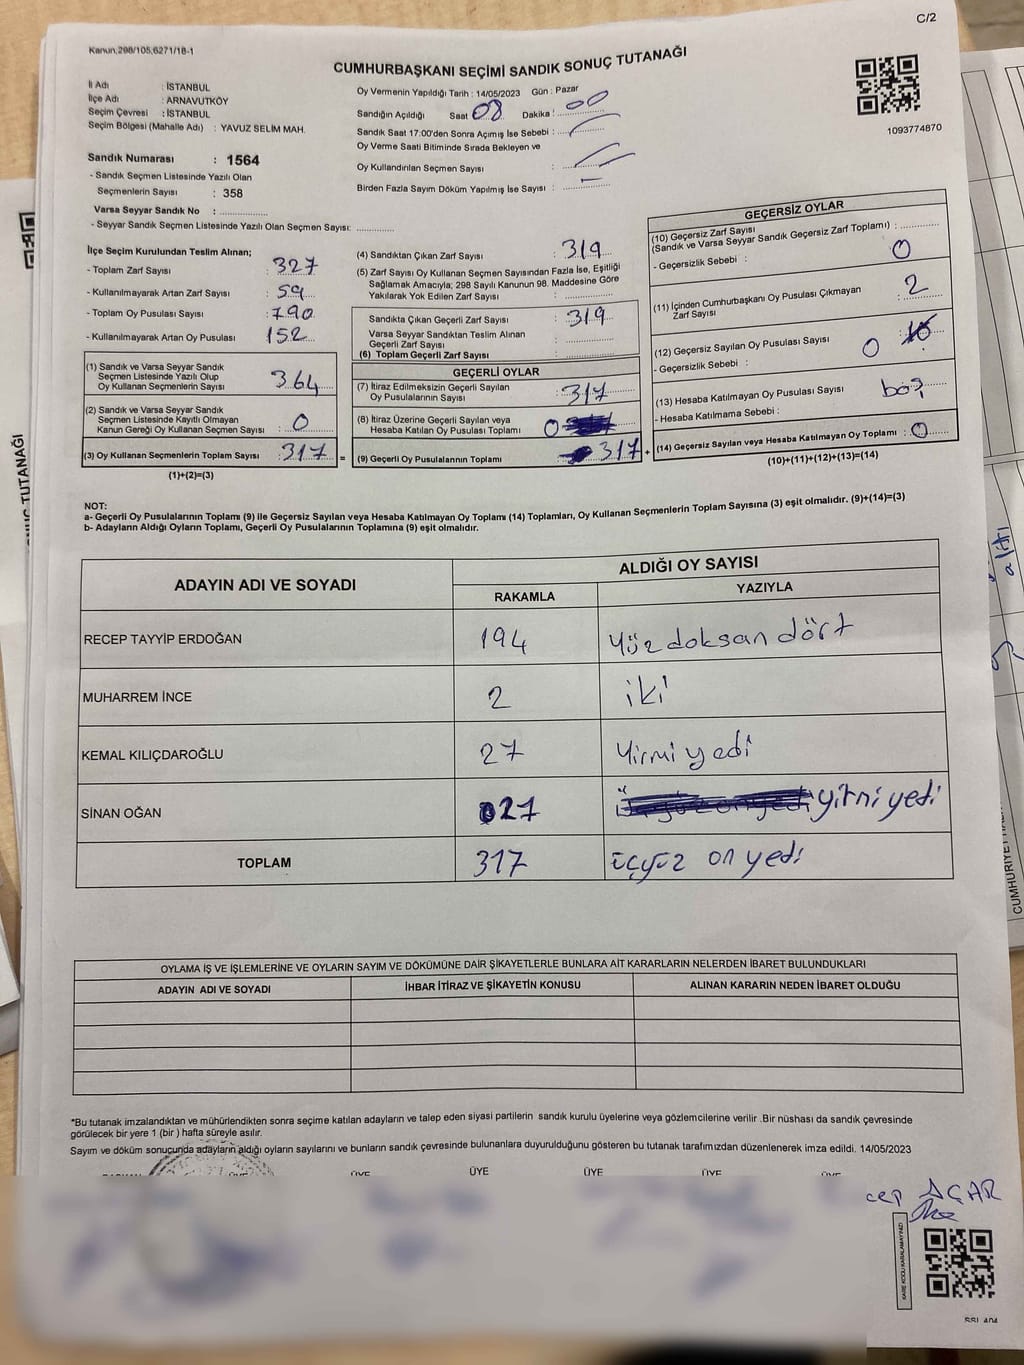 C/2
Kanun,298/105,6271/18-1
CUMHURBAŞKANI SEÇİMİ SANDIK SONUÇ TUTANAĞI
İl Adı : İSTANBUL
İlçe Adı : ARNAVUTKÖY
Seçim Çevresi : İSTANBUL
Seçim Bölgesi (Mahalle Adı) : YAVUZ SELİM MAH.
Sandık Numarası : 1564
- Sandık Seçmen Listesinde Yazılı Olan
Seçmenlerin Sayısı : 358
Varsa Seyyar Sandık No : ................
- Seyyar Sandık Seçmen Listesinde Yazılı Olan Seçmen Sayısı: ................
Oy Vermenin Yapıldığı Tarih : 14/05/2023 Gün : Pazar
Sandığın Açıldığı Saat 08 Dakika : 00
Sandık Saat 17:00'den Sonra Açımış İse Sebebi :
Oy Verme Saati Bitiminde Sırada Bekleyen ve
Oy Kullandırılan Seçmen Sayısı :
Birden Fazla Sayım Döküm Yapılmış İse Sayısı : –
1093774870
İlçe Seçim Kurulundan Teslim Alınan;
- Toplam Zarf Sayısı : 327
- Kullanılmayarak Artan Zarf Sayısı : 59
- Toplam Oy Pusulası Sayısı : 790
- Kullanılmayarak Artan Oy Pusulası : 152
(1) Sandık ve Varsa Seyyar Sandık
Seçmen Listesinde Yazılı Olup
Oy Kullanan Seçmenlerin Sayısı : 364
(2) Sandık ve Varsa Seyyar Sandık
Seçmen Listesinde Kayıtlı Olmayan
Kanun Gereği Oy Kullanan Seçmen Sayısı : 0
(3) Oy Kullanan Seçmenlerin Toplam Sayısı : 317 =
(1)+(2)=(3)
(4) Sandıktan Çıkan Zarf Sayısı : 319
(5) Zarf Sayısı Oy Kullanan Seçmen Sayısından Fazla İse, Eşitliği
Sağlamak Amacıyla; 298 Sayılı Kanunun 98. Maddesine Göre
Yakılarak Yok Edilen Zarf Sayısı :
Sandıkta Çıkan Geçerli Zarf Sayısı : 319
Varsa Seyyar Sandıktan Teslim Alınan
Geçerli Zarf Sayısı :
(6) Toplam Geçerli Zarf Sayısı :
GEÇERLİ OYLAR
(7) İtiraz Edilmeksizin Geçerli Sayılan
Oy Pusulalarının Sayısı : 317
(8) İtiraz Üzerine Geçerli Sayılan veya
Hesaba Katılan Oy Pusulası Toplamı : 0
(9) Geçerli Oy Pusulalarının Toplamı : 317 +
GEÇERSİZ OYLAR
(10) Geçersiz Zarf Sayısı
(Sandık ve Varsa Seyyar Sandık Geçersiz Zarf Toplamı) :
- Geçersizlik Sebebi : 0
(11) İçinden Cumhurbaşkanı Oy Pusulası Çıkmayan
Zarf Sayısı : 2
(12) Geçersiz Sayılan Oy Pusulası Sayısı : 0
- Geçersizlik Sebebi :
(13) Hesaba Katılmayan Oy Pusulası Sayısı : boş
- Hesaba Katılmama Sebebi :
(14) Geçersiz Sayılan veya Hesaba Katılmayan Oy Toplamı : 0
(10)+(11)+(12)+(13)=(14)
NOT:
a- Geçerli Oy Pusulalarının Toplamı (9) ile Geçersiz Sayılan veya Hesaba Katılmayan Oy Toplamı (14) Toplamları, Oy Kullanan Seçmenlerin Toplam Sayısına (3) eşit olmalıdır. (9)+(14)=(3)
b- Adayların Aldığı Oyların Toplamı, Geçerli Oy Pusulalarının Toplamına (9) eşit olmalıdır.
ADAYIN ADI VE SOYADI ALDIĞI OY SAYISI
RAKAMLA YAZIYLA
RECEP TAYYİP ERDOĞAN 194 yüz doksan dört
MUHARREM İNCE 2 iki
KEMAL KILIÇDAROĞLU 27 Yirmi yedi
SİNAN OĞAN 027 yirmi yedi
TOPLAM 317 üçyüz on yedi
OYLAMA İŞ VE İŞLEMLERİNE VE OYLARIN SAYIM VE DÖKÜMÜNE DAİR ŞİKAYETLERLE BUNLARA AİT KARARLARIN NELERDEN İBARET BULUNDUKLARI
ADAYIN ADI VE SOYADI İHBAR İTİRAZ VE ŞİKAYETİN KONUSU ALINAN KARARIN NEDEN İBARET OLDUĞU
*Bu tutanak imzalandıktan ve mühürlendikten sonra seçime katılan adayların ve talep eden siyasi partilerin sandık kurulu üyelerine veya gözlemcilerine verilir .Bir nüshası da sandık çevresinde
görülecek bir yere 1 (bir ) hafta süreyle asılır.
Sayım ve döküm sonucunda adayların aldığı oyların sayılarını ve bunların sandık çevresinde bulunanlara duyurulduğunu gösteren bu tutanak tarafımızdan düzenlenerek imza edildi. 14/05/2023
ÜYE ÜYE ÜYE ÜYE ÜYE
cep AÇAR
KARE KODU KARALAMAYINIZ!
SONUÇ TUTANAĞI
altı
CUMHURİYET HALK